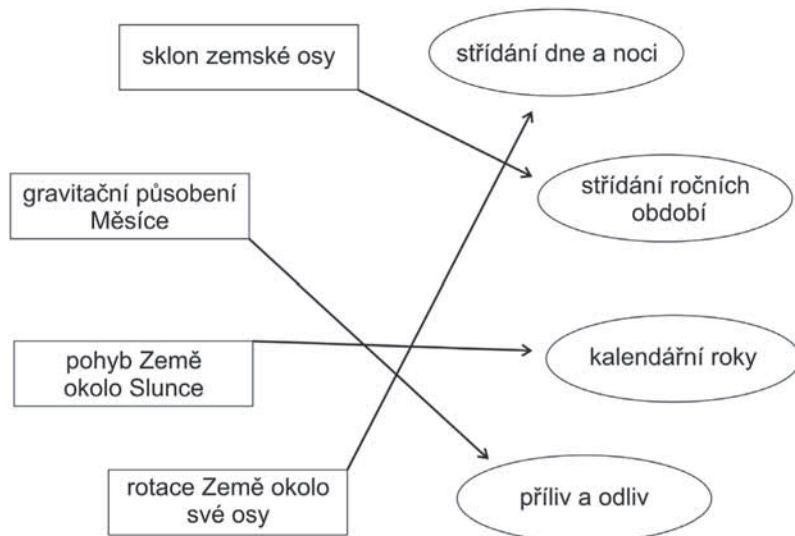 sklon zemské osy
střídání dne a noci
gravitační působení
Měsíce
střídání ročních
období
pohyb Země
okolo Slunce
kalendářní roky
rotace Země okolo
své osy
příliv a odliv